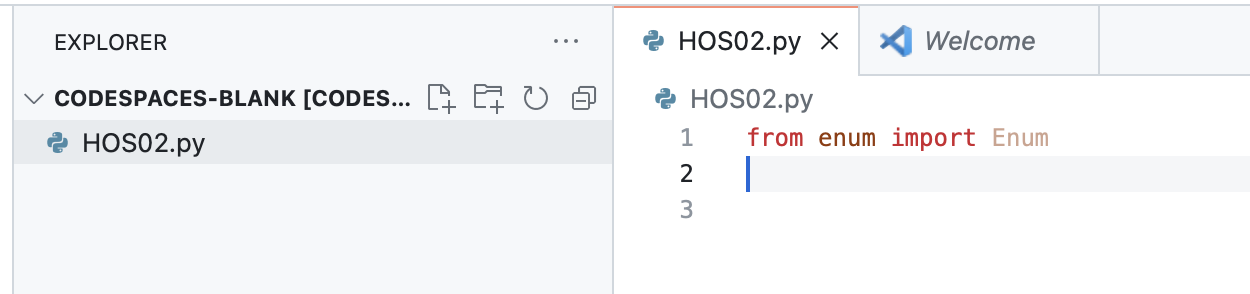 EXPLORER ...
CODESPACES-BLANK [CODES...
HOS02.py
HOS02.py Welcome
HOS02.py
1 from enum import Enum
2
3